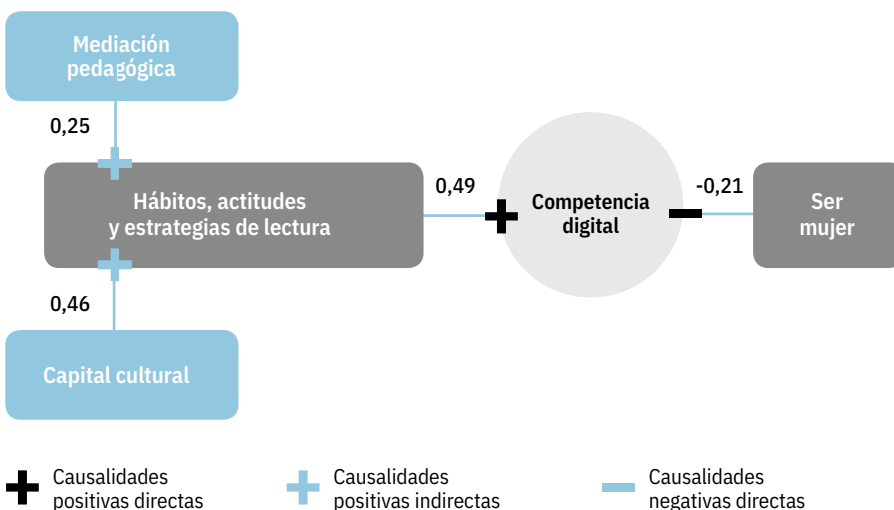 Mediación
pedagógica
0,25
Hábitos, actitudes
y estrategias de lectura
0,49
Competencia
digital
-0,21
Ser
mujer
0,46
Capital cultural
Causalidades
positivas directas
Causalidades
positivas indirectas
Causalidades
negativas directas